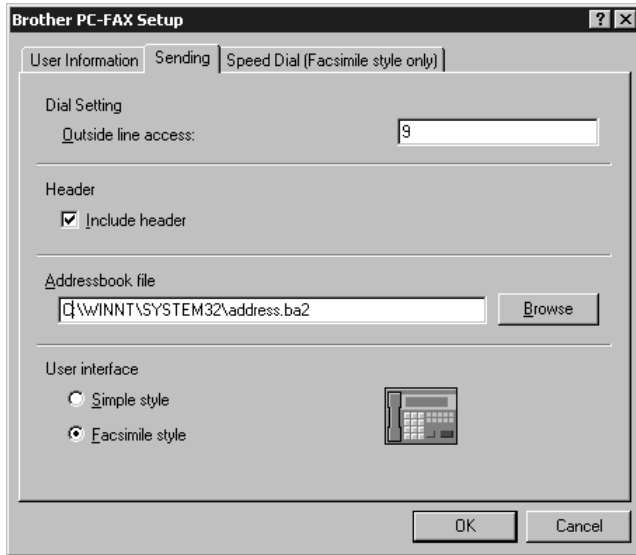 Brother PC-FAX Setup
User Information Sending Speed Dial (Facsimile style only)
Dial Setting
Outside line access: 9
Header
Include header
Addressbook file
C:\WINNT\SYSTEM32\address.ba2 Browse
User interface
Simple style
Facsimile style
OK Cancel